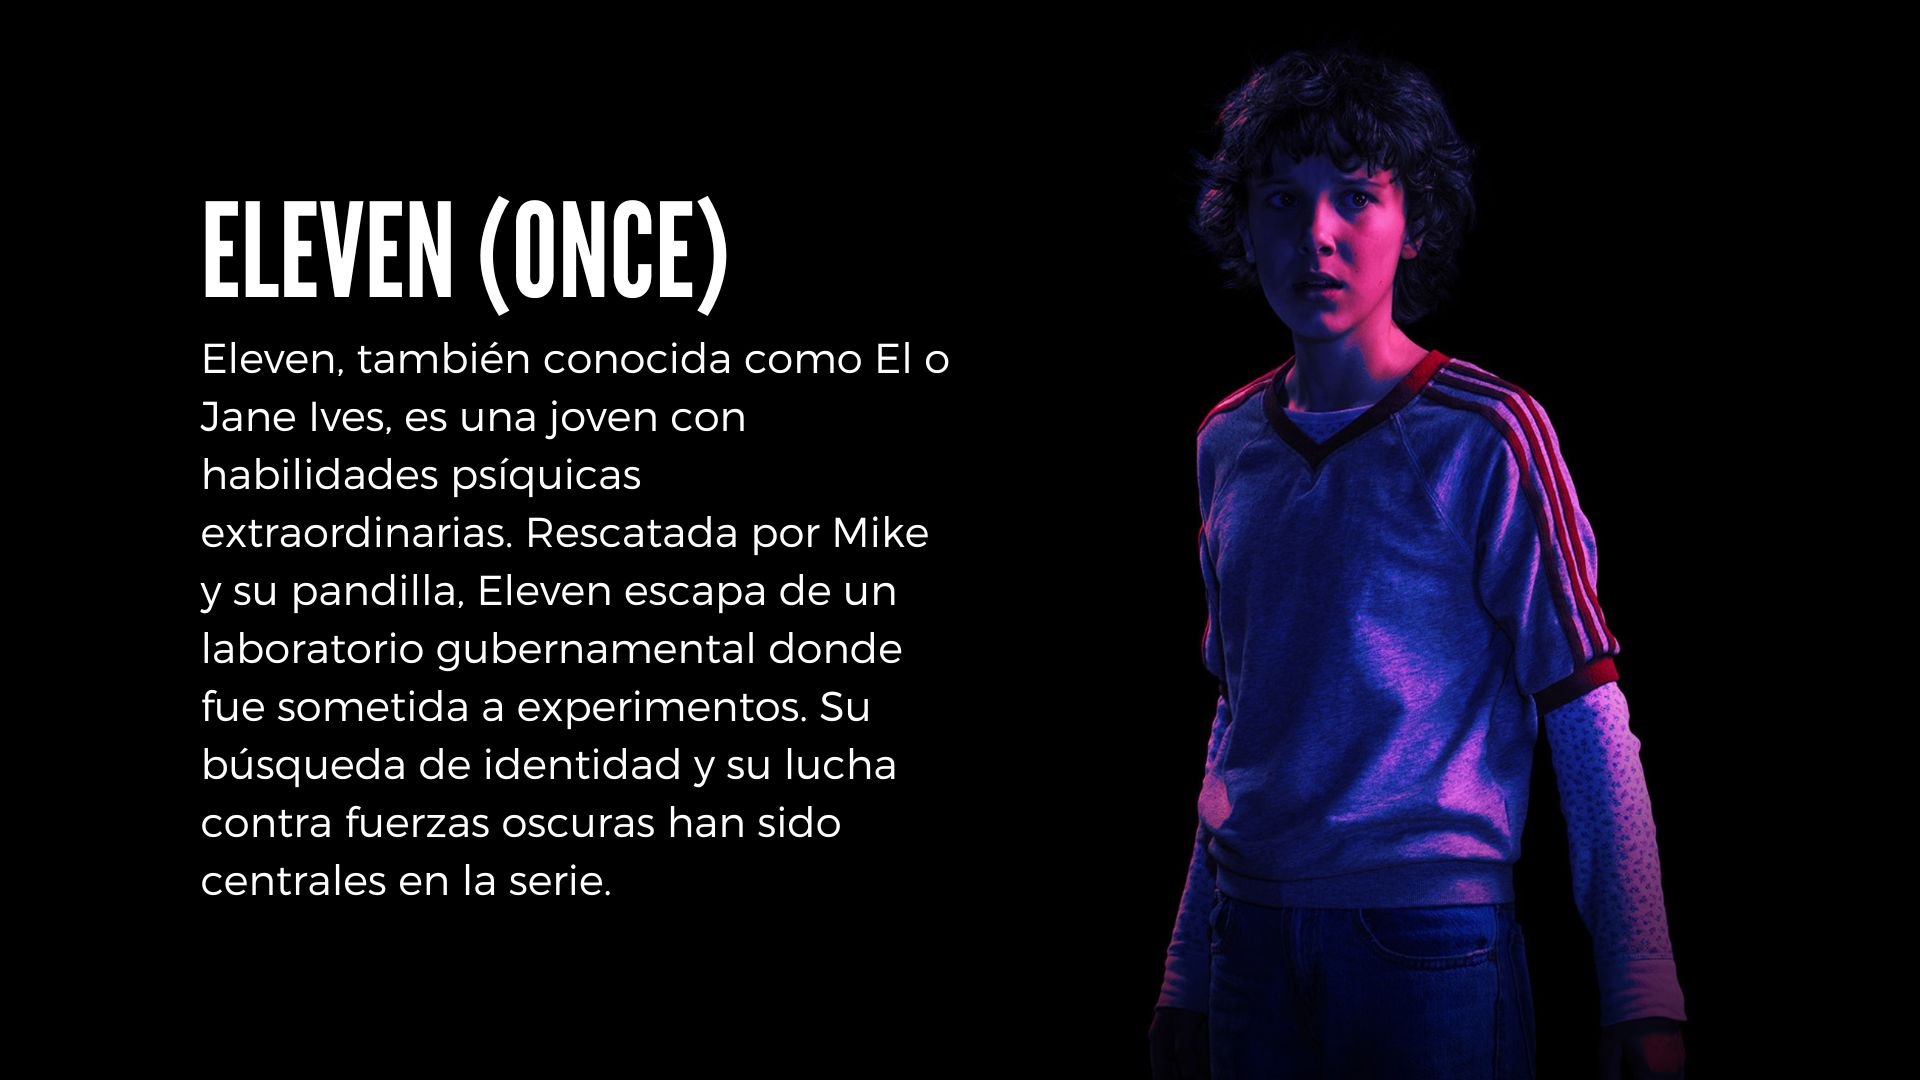 ELEVEN (ONCE)
Eleven, también conocida como El o
Jane Ives, es una joven con
habilidades psíquicas
extraordinarias. Rescatada por Mike
y su pandilla, Eleven escapa de un
laboratorio gubernamental donde
fue sometida a experimentos. Su
búsqueda de identidad y su lucha
contra fuerzas oscuras han sido
centrales en la serie.